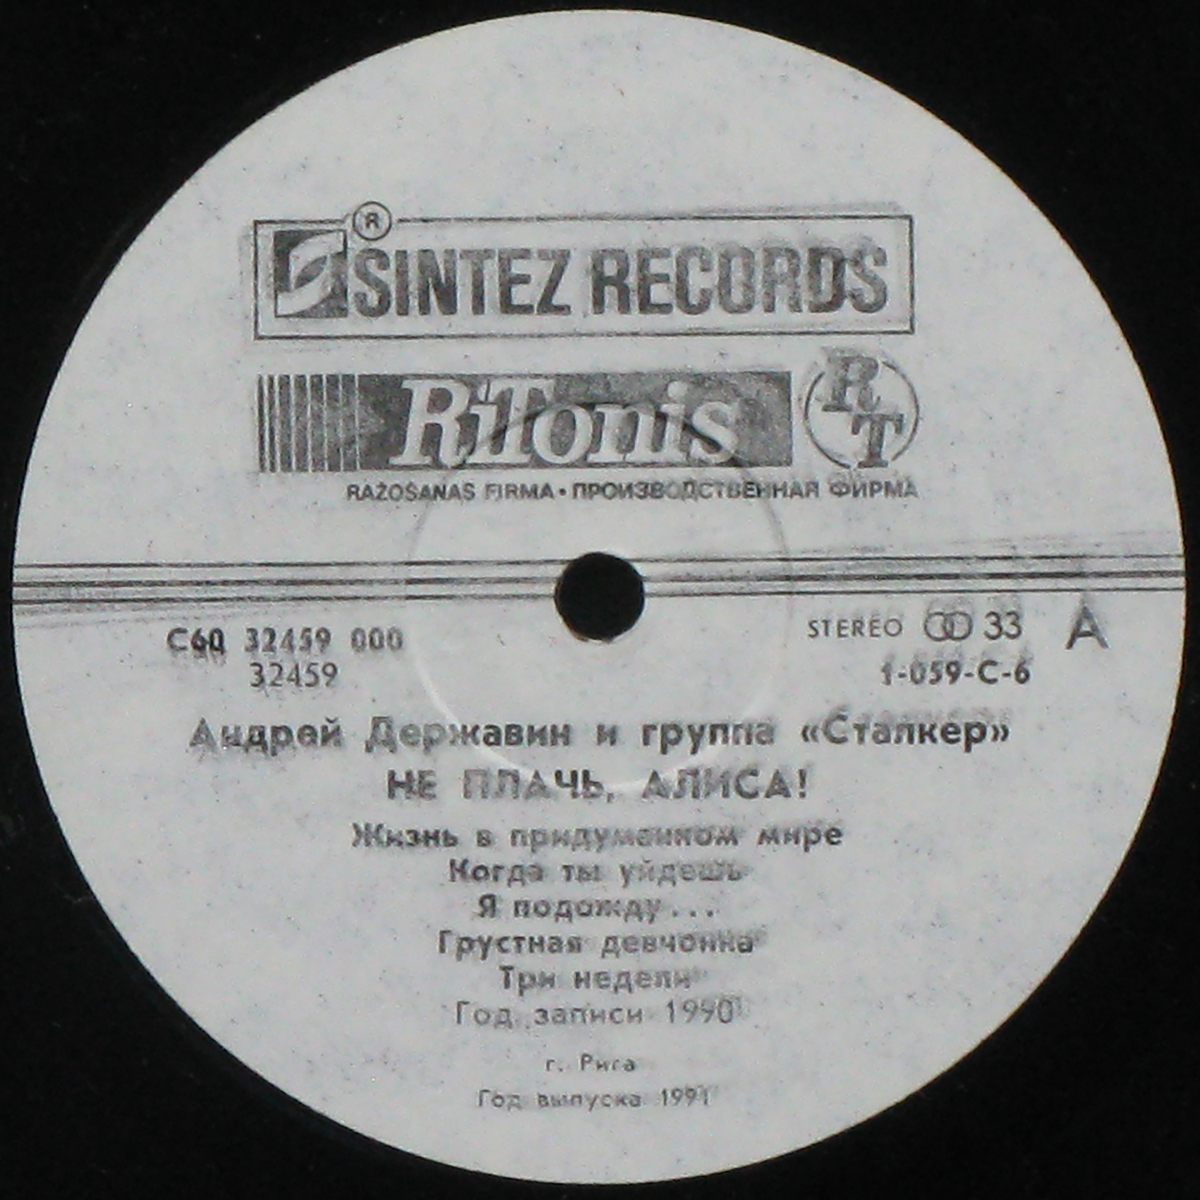 ®
SINTEZ RECORDS
RiTonis RT
RAŽOŠANAS FIRMA • ПРОИЗВОДСТВЕННАЯ ФИРМА
С60 32459 000
32459
STEREO 33 A
1-059-C-6
Андрей Державин и группа «Сталкер»
НЕ ПЛАЧЬ, АЛИСА!
Жизнь в придуманном мире
Когда ты уйдешь
Я подожду...
Грустная девчонка
Три недели
Год записи 1990
г. Рига
Год выпуска 1991